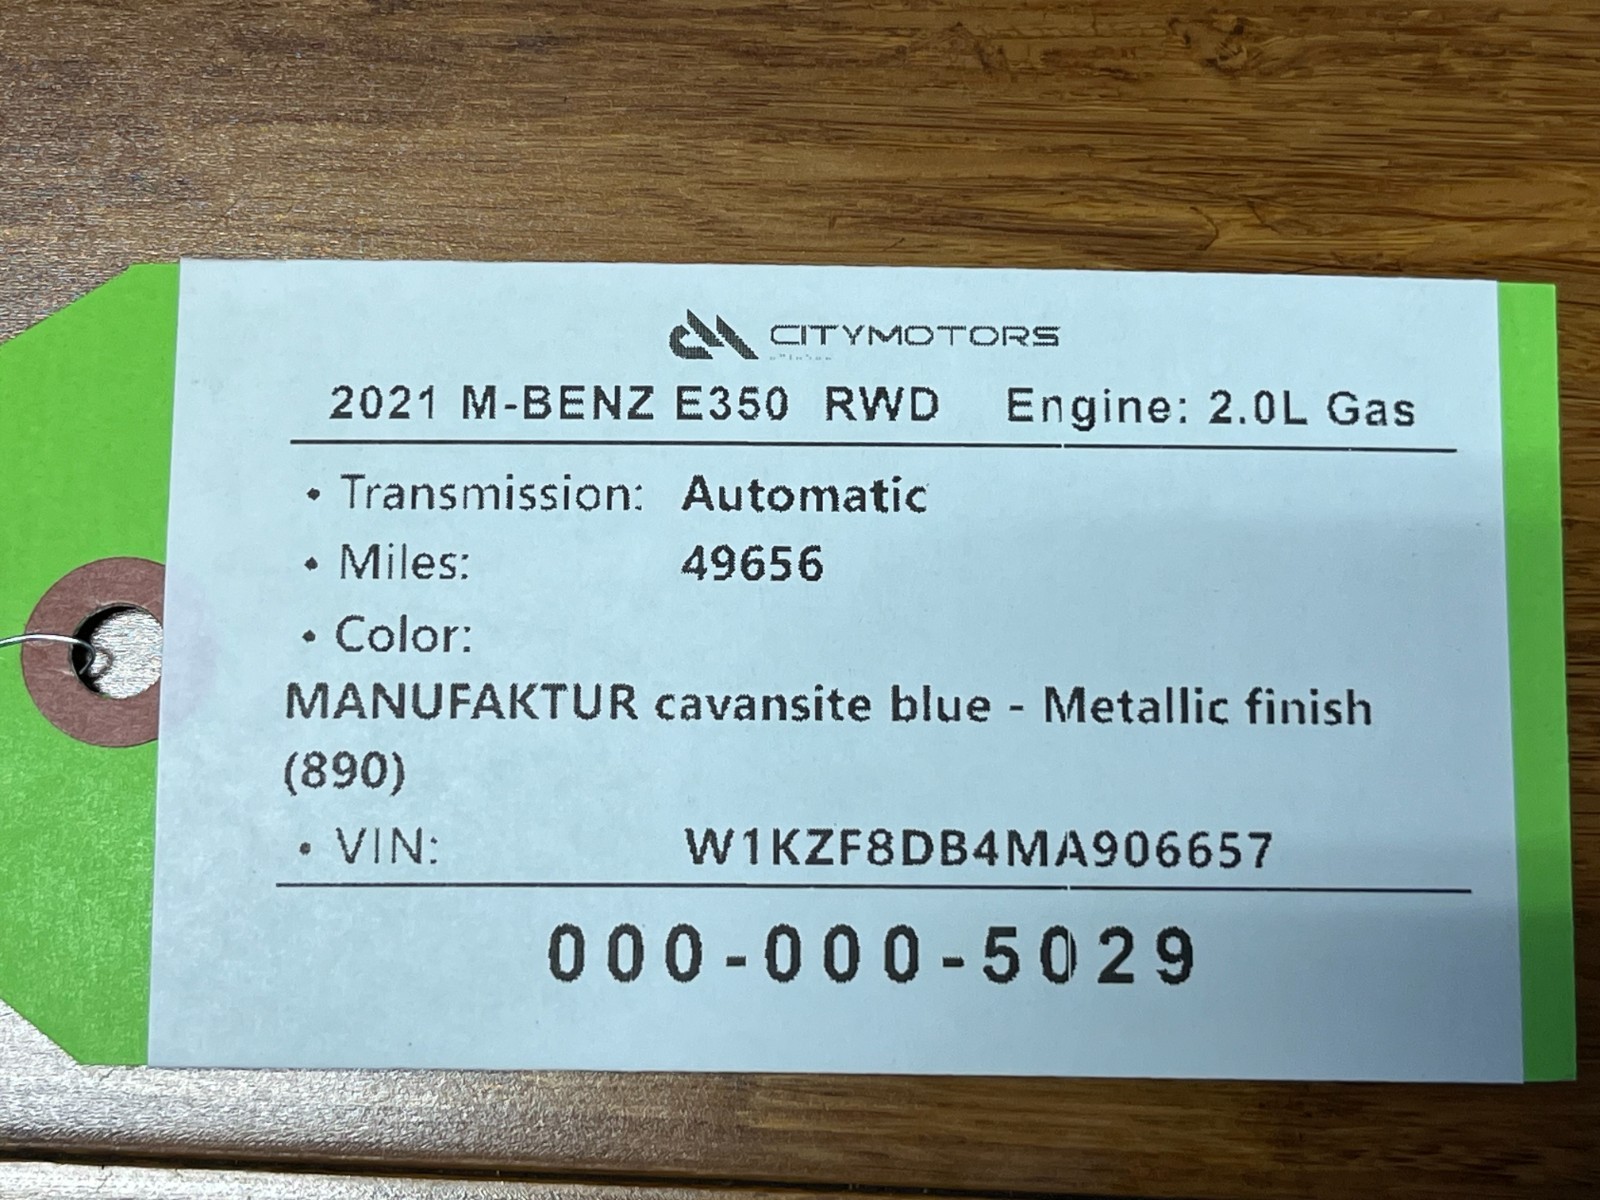 CITYMOTORS
2021 M-BENZ E350 RWD Engine: 2.0L Gas
• Transmission: Automatic
• Miles: 49656
• Color:
MANUFAKTUR cavansite blue - Metallic finish
(890)
• VIN: W1KZF8DB4MA906657
000-000-5029